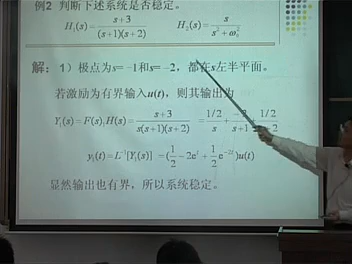 例2 判断下述系统是否稳定。
H₁(s) = (s+3)/((s+1)(s+2)) H₂(s) = s/(s²+ω₀²)
解: 1）极点为s= -1和s= -2，都在s左半平面。
若激励为有界输入u(t)，则其输出为
Y₁(s) = F(s)H₁(s) = (s+3)/(s(s+1)(s+2)) = (1/2)/s + (-2)/(s+1) (1/2)/
y₁(t) = L⁻¹[Y₁(s)] = (1/2 - 2e^t + 1/2 e^(-2t))u(t)
显然输出也有界，所以系统稳定。